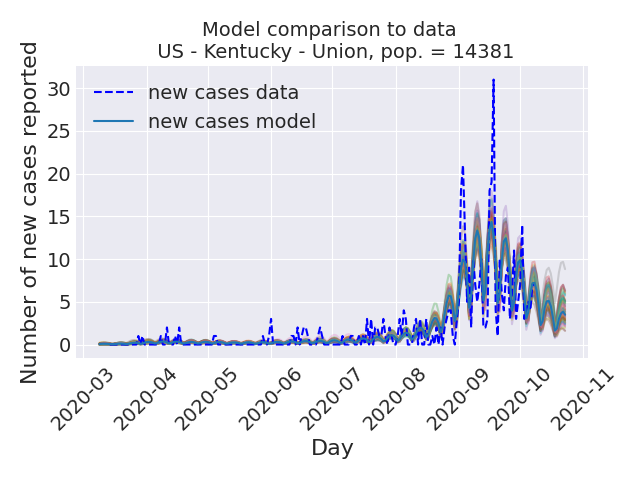 Model comparison to data
US - Kentucky - Union, pop. = 14381
Number of new cases reported
30
25
20
15
10
5
0
new cases data
new cases model
2020-03
2020-04
2020-05
2020-06
2020-07
2020-08
2020-09
2020-10
2020-11
Day